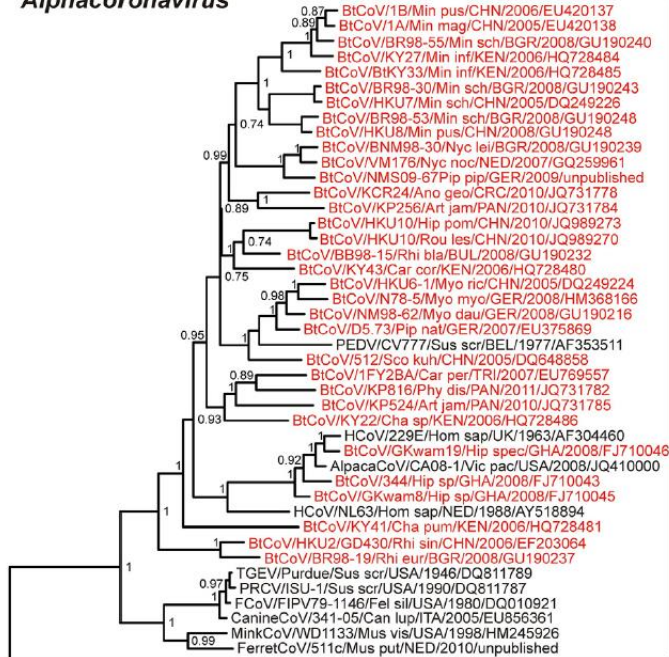 Alphacoronavirus
0.87 BtCoV/1B/Min pus/CHN/2006/EU420137
0.89 BtCoV/1A/Min mag/CHN/2006/EU420138
1 BtCoV/BR98-55/Min sch/BGR/2008/GU190240
1 BtCoV/KY27/Min inf/KEN/2006/HQ728484
BtCoV/BtKY33/Min inf/KEN/2006/HQ728485
1 1 BtCoV/BR98-30/Min sch/BGR/2008/GU190243
BtCoV/HKU7/Min sch/CHN/2005/DQ249226
0.74 1 BtCoV/BR98-53/Min sch/BGR/2008/GU190248
BtCoV/HKU8/Min pus/CHN/2008/GU190248
1 BtCoV/BNM98-30/Nyc lei/BGR/2008/GU190239
0.99 1 BtCoV/VM176/Nyc noc/NED/2007/GQ259961
BtCoV/NMS09-67Pip pip/GER/2009/unpublished
BtCoV/KCR24/Ano geo/CRC/2010/JQ731778
0.89 1 BtCoV/KP256/Art jam/PAN/2010/JQ731784
1 BtCoV/HKU10/Hip pom/CHN/2010/JQ989273
0.74 BtCoV/HKU10/Rou les/CHN/2010/JQ989270
1 BtCoV/BB98-15/Rhi bla/BUL/2008/GU190232
0.75 BtCoV/KY43/Car cor/KEN/2006/HQ728480
1 BtCoV/HKU6-1/Myo ric/CHN/2005/DQ249224
0.98 BtCoV/N78-5/Myo myo/GER/2008/HM368166
1 BtCoV/NM98-62/Myo dau/GER/2008/GU190216
1 BtCoV/D5.73/Pip nat/GER/2007/EU375869
0.95 1 PEDV/CV777/Sus scr/BEL/1977/AF353511
BtCoV/512/Sco kuh/CHN/2005/DQ648858
0.89 BtCoV/1FY2BA/Car per/TRI/2007/EU769557
1 BtCoV/KP816/Phy dis/PAN/2011/JQ731782
1 BtCoV/KP524/Art jam/PAN/2010/JQ731785
0.93 BtCoV/KY22/Cha sp/KEN/2006/HQ728486
1 HCoV/229E/Hom sap/UK/1963/AF304460
1 BtCoV/GKwam19/Hip spec/GHA/2008/FJ710046
0.92 AlpacaCoV/CA08-1/Vic pac/USA/2008/JQ410000
1 1 BtCoV/344/Hip sp/GHA/2008/FJ710043
BtCoV/GKwam8/Hip sp/GHA/2008/FJ710045
1 HCoV/NL63/Hom sap/NED/1988/AY518894
1 BtCoV/KY41/Cha pum/KEN/2006/HQ728481
1 BtCoV/HKU2/GD430/Rhi sin/CHN/2006/EF203064
BtCoV/BR98-19/Rhi eur/BGR/2008/GU190237
1 TGEV/Purdue/Sus scr/USA/1946/DQ811789
0.97 PRCV/ISU-1/Sus scr/USA/1990/DQ811787
1 FCoV/FIPV79-1146/Fel sil/USA/1980/DQ010921
CanineCoV/341-05/Can lup/ITA/2005/EU856361
1 MinkCoV/WD1133/Mus vis/USA/1998/HM245926
0.99 FerretCoV/511c/Mus put/NED/2010/unpublished